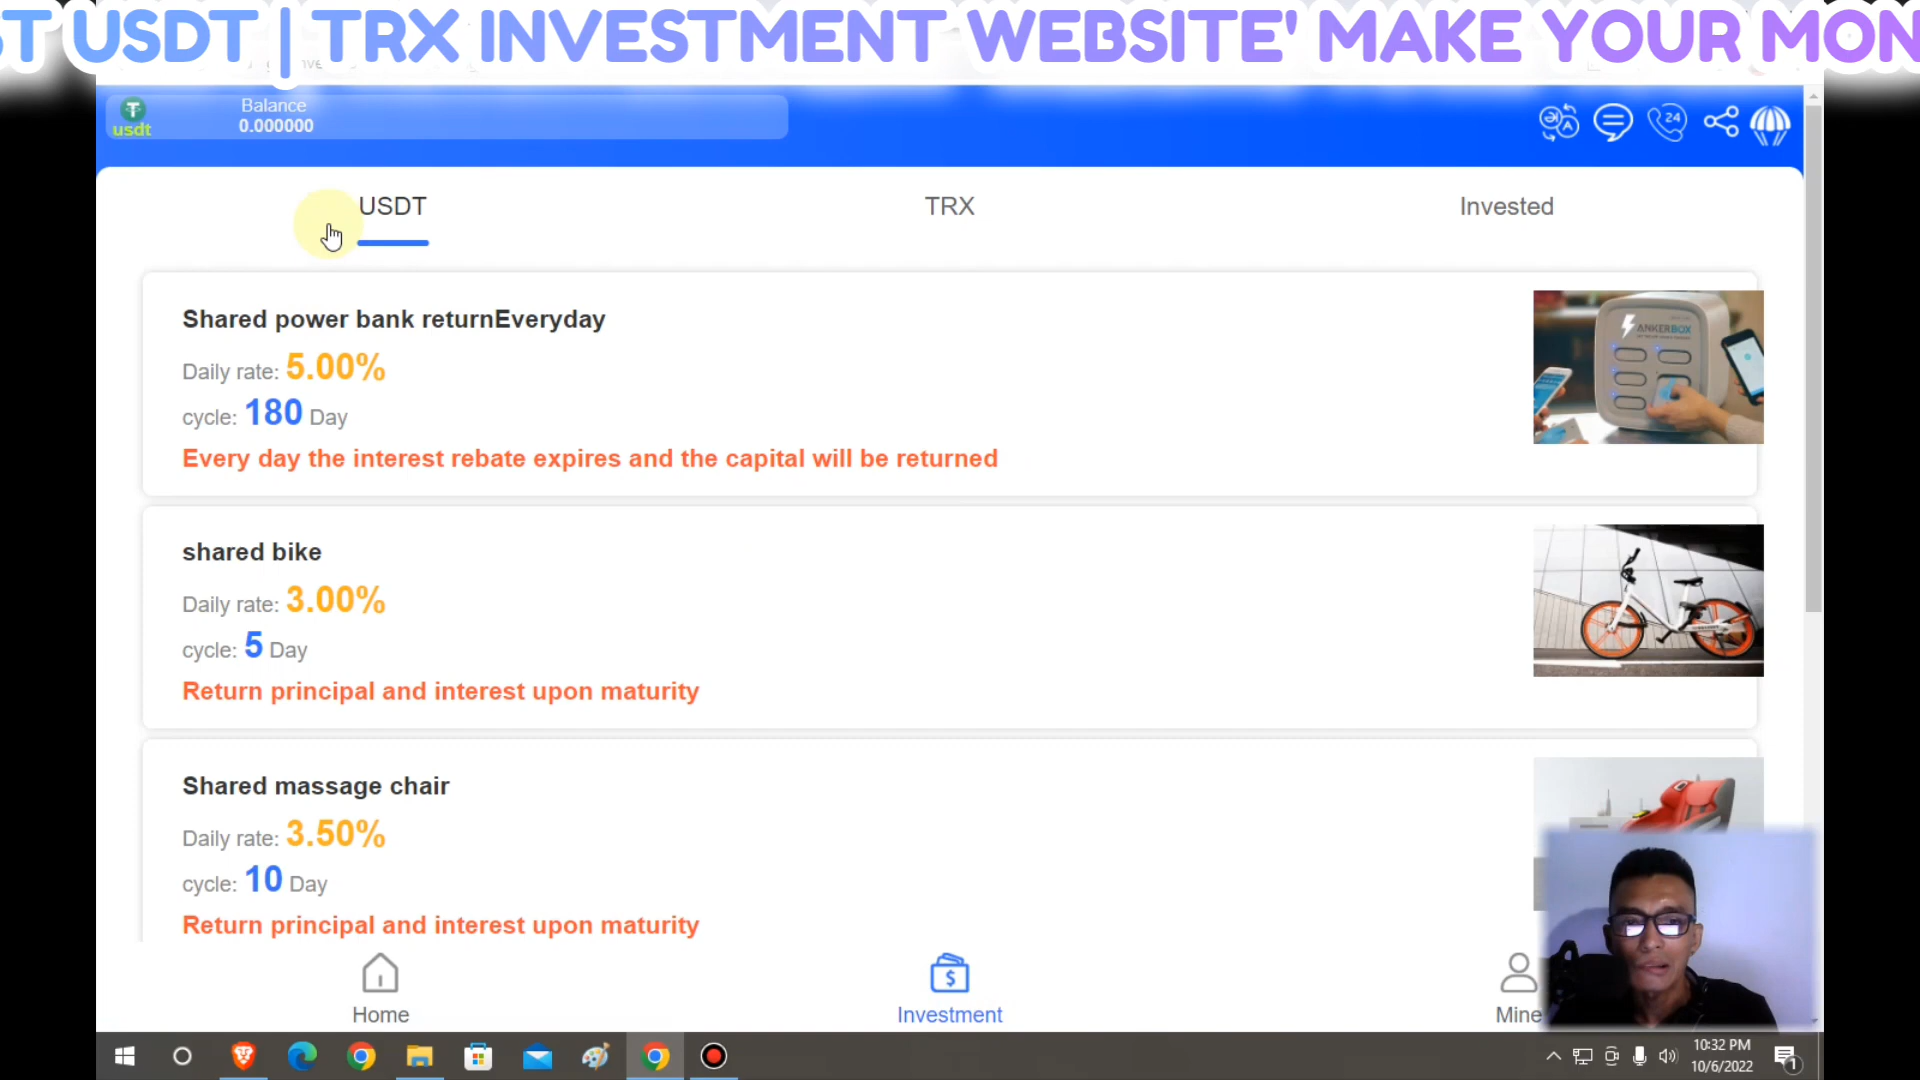 ST USDT | TRX INVESTMENT WEBSITE' MAKE YOUR MON
usdt
Balance
0.000000
24
USDT
TRX
Invested
Shared power bank returnEveryday
Daily rate: 5.00%
cycle: 180 Day
Every day the interest rebate expires and the capital will be returned
ANKERBOX
shared bike
Daily rate: 3.00%
cycle: 5 Day
Return principal and interest upon maturity
Shared massage chair
Daily rate: 3.50%
cycle: 10 Day
Return principal and interest upon maturity
Home
Investment
Mine
10:32 PM
10/6/2022
1